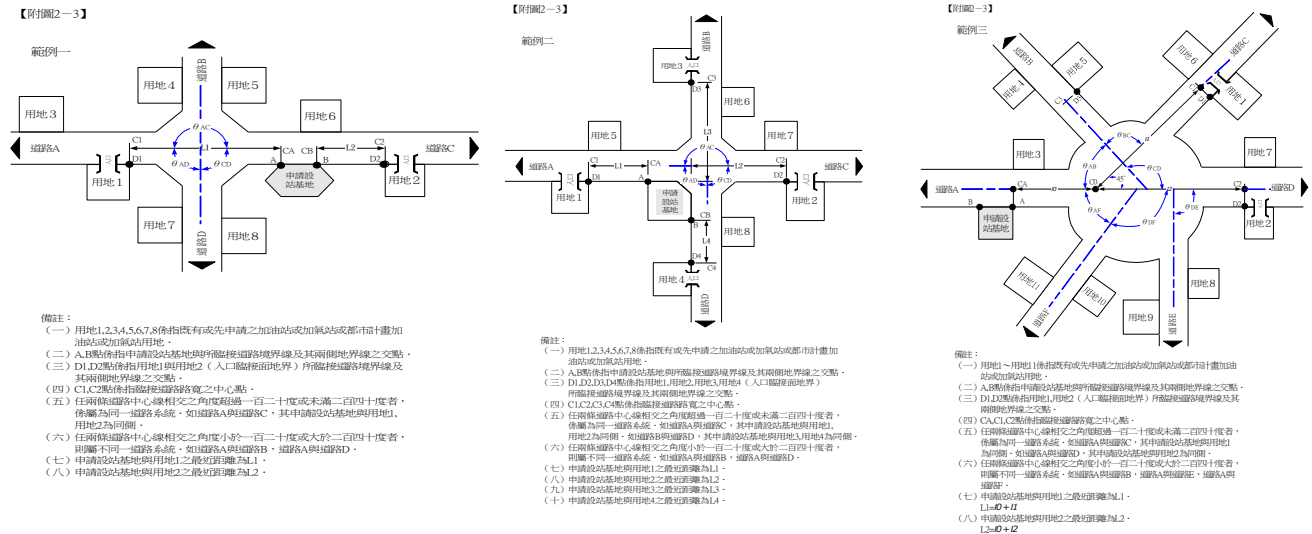 【附圖2－3】
範例一
道路B
用地4
用地5
用地3
用地6
θAC
C1
L1
CA
CB
L2
C2
道路A
道路C
D1
θAD
θCD
A
B
D2
用地1
申請設
站基地
用地2
用地7
用地8
道路D
備註：
（一）用地1,2,3,4,5,6,7,8係指既有或先申請之加油站或加氣站或都市計畫加
油站或加氣站用地。
（二）A,B點係指申請設站基地與所臨接道路境界線及其兩側地界線之交點。
（三）D1,D2點係指用地1與用地2（入口臨接面地界）所臨接道路境界線及
其兩側地界線之交點。
（四）C1,C2點係指臨接道路路寬之中心點。
（五）任兩條道路中心線相交之角度超過一百二十度或未滿二百四十度者，
係屬為同一道路系統。如道路A與道路C，其申請設站基地與用地1,
用地2為同側。
（六）任兩條道路中心線相交之角度小於一百二十度或大於二百四十度者，
則屬不同一道路系統。如道路A與道路B，道路A與道路D。
（七）申請設站基地與用地1之最近距離為L1。
（八）申請設站基地與用地2之最近距離為L2。
【附圖2－3】
範例二
道路B
用地3
入口
C3
D3
用地6
用地5
用地7
L3
θAC
C1
L1
CA
L2
C2
道路A
道路C
D1
A
θAD
θCD
D2
用地1
申請
設站
基地
用地2
CB
B
用地8
L4
D4
C4
用地4
入口
道路D
備註：
（一）用地1,2,3,4,5,6,7,8係指既有或先申請之加油站或加氣站或都市計畫加
油站或加氣站用地。
（二）A,B點係指申請設站基地與所臨接道路境界線及其兩側地界線之交點。
（三）D1,D2,D3,D4點係指用地1,用地2,用地3,用地4（入口臨接面地界）
所臨接道路境界線及其兩側地界線之交點。
（四）C1,C2,C3,C4點係指臨接道路路寬之中心點。
（五）任兩條道路中心線相交之角度超過一百二十度或未滿二百四十度者，
係屬為同一道路系統。如道路A與道路C，其申請設站基地與用地1,
用地2為同側。如道路B與道路D，其申請設站基地與用地3,用地4為同側。
（六）任兩條道路中心線相交之角度小於一百二十度或大於二百四十度者，
則屬不同一道路系統。如道路A與道路B，道路A與道路D。
（七）申請設站基地與用地1之最近距離為L1。
（八）申請設站基地與用地2之最近距離為L2。
（九）申請設站基地與用地3之最近距離為L3。
（十）申請設站基地與用地4之最近距離為L4。
【附圖2－3】
範例三
道路B
道路C
用地5
用地6
用地4
用地1
θBC
用地3
用地7
θAB
θCD
45°
道路A
CA
C2
道路D
B
A
θAF
θDE
D2
申請設
站基地
θDF
用地2
用地11
用地8
用地10
用地9
道路F
道路E
備註：
（一）用地1～用地11係指既有或先申請之加油站或加氣站或都市計畫加油
站或加氣站用地。
（二）A,B點係指申請設站基地與所臨接道路境界線及其兩側地界線之交點。
（三）D1,D2點係指用地1,用地2（入口臨接面地界）所臨接道路境界線及其兩
側地界線之交點。
（四）CA,C1,C2點係指臨接道路路寬之中心點。
（五）任兩條道路中心線相交之角度超過一百二十度或未滿二百四十度者，
係屬為同一道路系統。如道路A與道路C，其申請設站基地與用地1
為同側。如道路A與道路D，其申請設站基地與用地2為同側。
（六）任兩條道路中心線相交之角度小於一百二十度或大於二百四十度者，
則屬不同一道路系統。如道路A與道路B，道路A與道路E，道路A與
道路F。
（七）申請設站基地與用地1之最近距離為L1。
L1=l0+l1
（八）申請設站基地與用地2之最近距離為L2。
L2=l0+l2